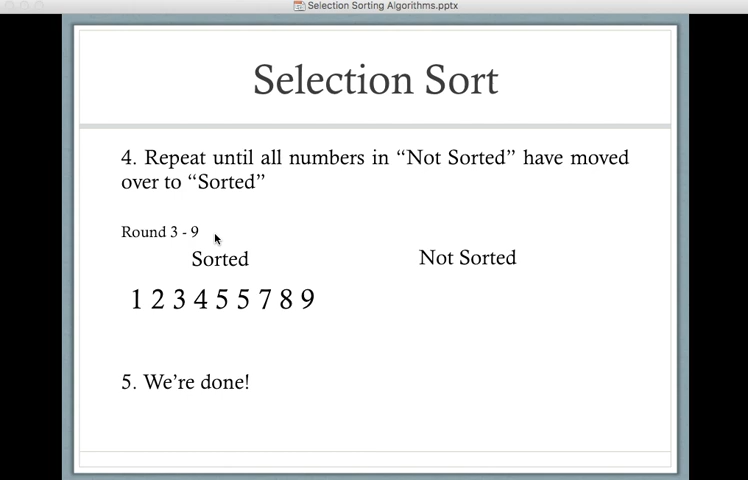 Selection Sorting Algorithms.pptx
Selection Sort
4. Repeat until all numbers in “Not Sorted” have moved
over to “Sorted”
Round 3 - 9
Sorted
Not Sorted
1 2 3 4 5 5 7 8 9
5. We’re done!